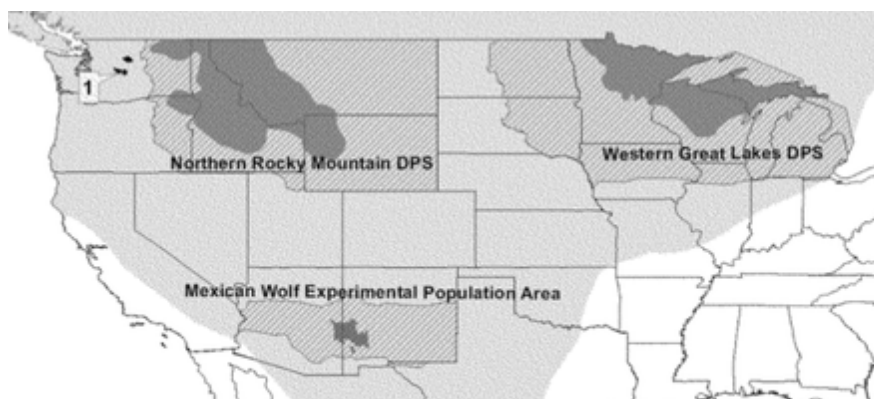 1
Northern Rocky Mountain DPS
Western Great Lakes DPS
Mexican Wolf Experimental Population Area